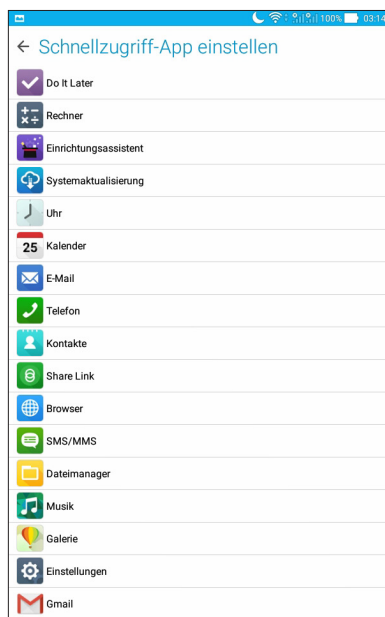 100% 03:14
Schnellzugriff-App einstellen
Do It Later
Rechner
Einrichtungsassistent
Systemaktualisierung
Uhr
25 Kalender
E-Mail
Telefon
Kontakte
Share Link
Browser
SMS/MMS
Dateimanager
Musik
Galerie
Einstellungen
Gmail